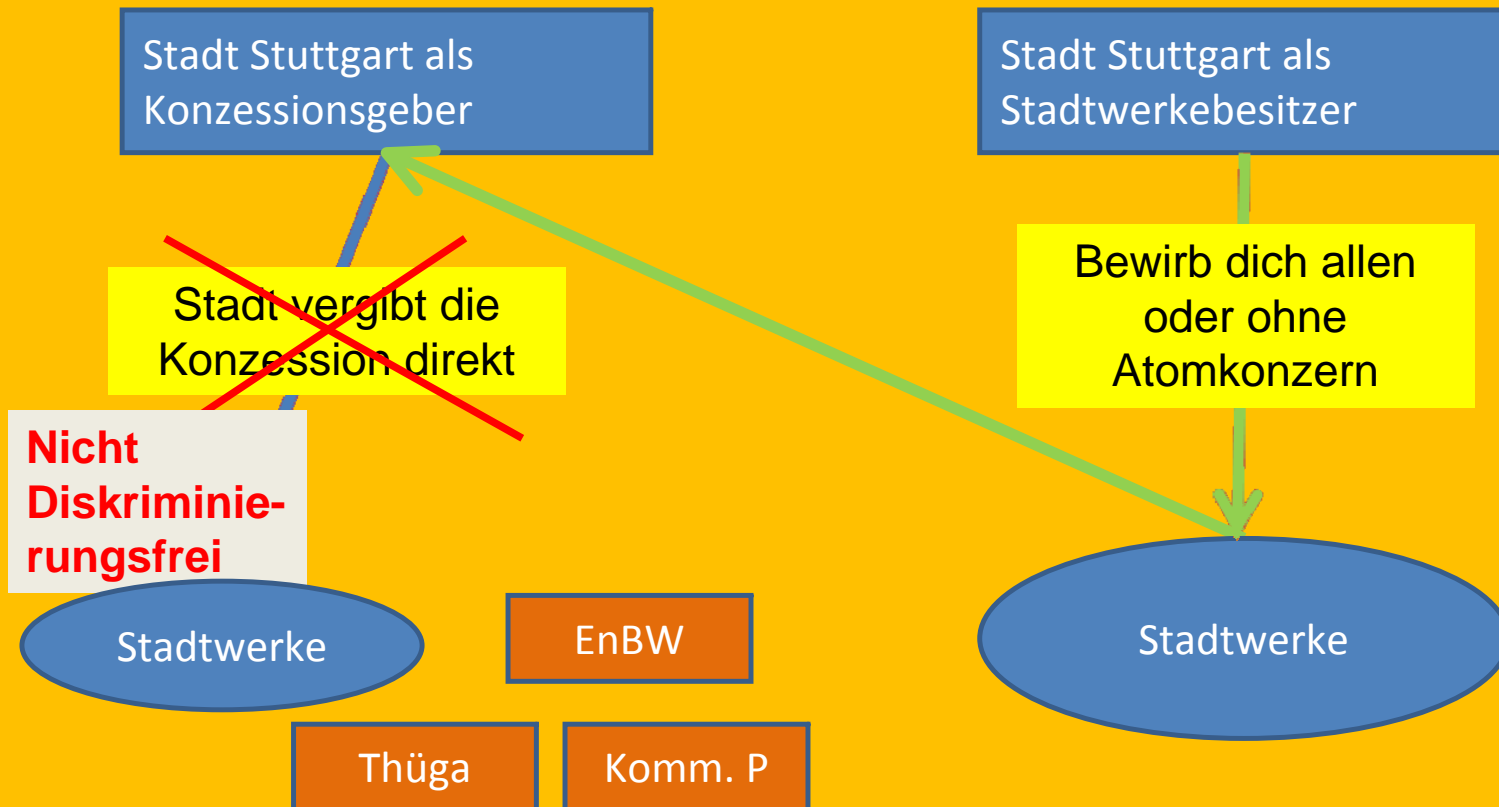 Stadt Stuttgart als
Konzessionsgeber
Stadt Stuttgart als
Stadtwerkebesitzer
Stadt vergibt die
Konzession direkt
Bewirb dich allen
oder ohne
Atomkonzern
Nicht
Diskriminie-
rungsfrei
Stadtwerke
EnBW
Stadtwerke
Thüga
Komm. P